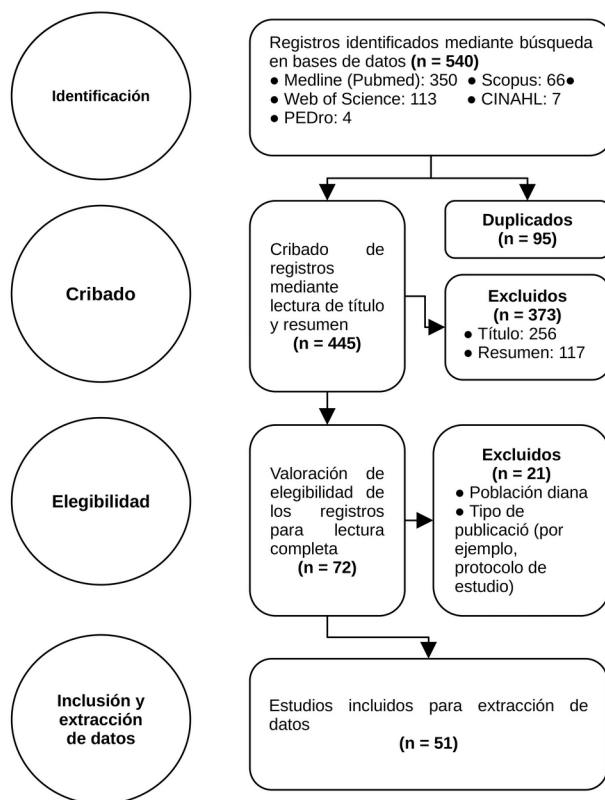 Identificación
Registros identificados mediante búsqueda
en bases de datos (n = 540)
● Medline (Pubmed): 350 ● Scopus: 66●
● Web of Science: 113 ● CINAHL: 7
● PEDro: 4
Cribado
Cribado de
registros
mediante
lectura de título
y resumen
(n = 445)
Duplicados
(n = 95)
Excluidos
(n = 373)
● Título: 256
● Resumen: 117
Elegibilidad
Valoración de
elegibilidad de
los registros
para lectura
completa
(n = 72)
Excluidos
(n = 21)
● Población diana
● Tipo de
publicació (por
ejemplo,
protocolo de
estudio)
Inclusión y
extracción
de datos
Estudios incluidos para extracción de
datos
(n = 51)